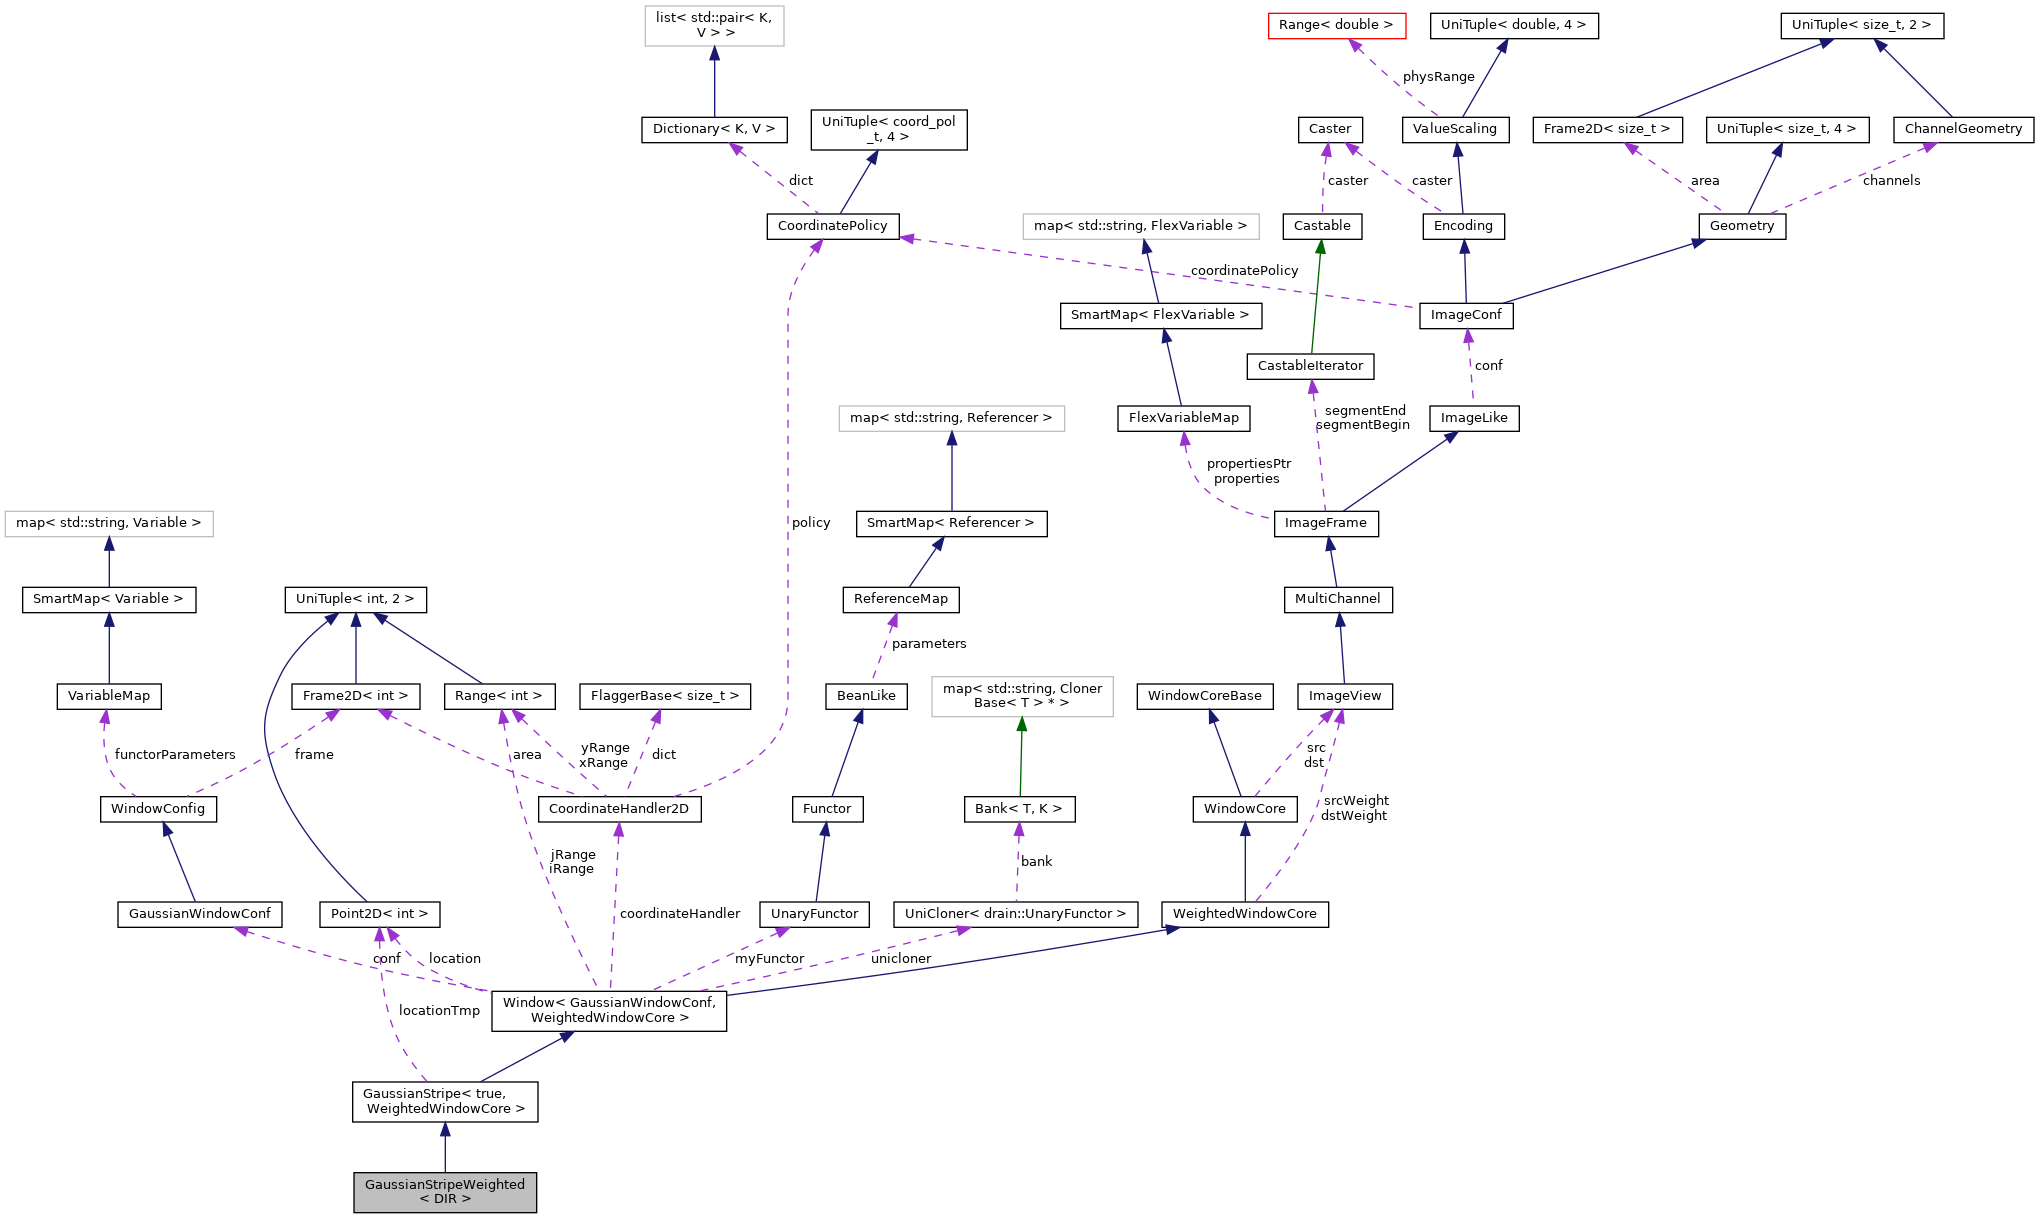 list< std::pair< K,
V > >
Range< double >
UniTuple< double, 4 >
UniTuple< size_t, 2 >
physRange
Dictionary< K, V >
UniTuple< coord_pol
_t, 4 >
Caster
ValueScaling
Frame2D< size_t >
UniTuple< size_t, 4 >
ChannelGeometry
dict
caster
caster
area
channels
CoordinatePolicy
map< std::string, FlexVariable >
Castable
Encoding
Geometry
coordinatePolicy
SmartMap< FlexVariable >
ImageConf
CastableIterator
conf
map< std::string, Referencer >
FlexVariableMap
segmentEnd
segmentBegin
ImageLike
propertiesPtr
properties
map< std::string, Variable >
policy
SmartMap< Referencer >
ImageFrame
SmartMap< Variable >
UniTuple< int, 2 >
ReferenceMap
MultiChannel
parameters
VariableMap
Frame2D< int >
Range< int >
FlaggerBase< size_t >
BeanLike
map< std::string, Cloner
Base< T > * >
WindowCoreBase
ImageView
functorParameters
frame
area
yRange
xRange
dict
src
dst
WindowConfig
CoordinateHandler2D
Functor
Bank< T, K >
WindowCore
srcWeight
dstWeight
jRange
iRange
bank
GaussianWindowConf
Point2D< int >
coordinateHandler
UnaryFunctor
UniCloner< drain::UnaryFunctor >
WeightedWindowCore
conf
location
myFunctor
unicloner
locationTmp
Window< GaussianWindowConf,
WeightedWindowCore >
GaussianStripe< true,
WeightedWindowCore >
GaussianStripeWeighted
< DIR >